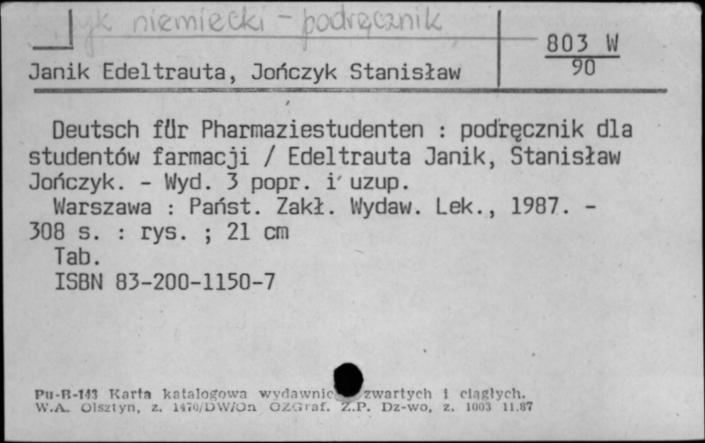 język niemiecki - podręcznik
803 W
90
Janik Edeltrauta, Jończyk Stanisław
Deutsch für Pharmaziestudenten : podręcznik dla
studentów farmacji / Edeltrauta Janik, Stanisław
Jończyk. - Wyd. 3 popr. i uzup.
Warszawa : Państ. Zakł. Wydaw. Lek., 1987. -
308 s. : rys. ; 21 cm
Tab.
ISBN 83-200-1150-7
Pu-B-143 Karta katalogowa wydawnic zwartych i ciągłych.
W.A. Olsztyn, z. 1470/DW/On OZGraf. Z.P. Dz-wo, z. 1003 11.87